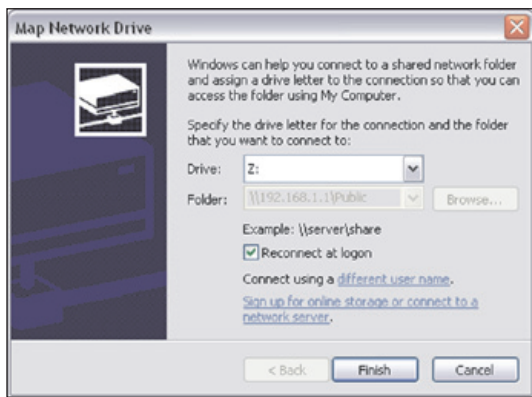 Map Network Drive
Windows can help you connect to a shared network folder
and assign a drive letter to the connection so that you can
access the folder using My Computer.
Specify the drive letter for the connection and the folder
that you want to connect to:
Drive: Z:
Folder: \\192.168.1.1\Public Browse...
Example: \\server\share
Reconnect at logon
Connect using a different user name.
Sign up for online storage or connect to a
network server.
< Back Finish Cancel